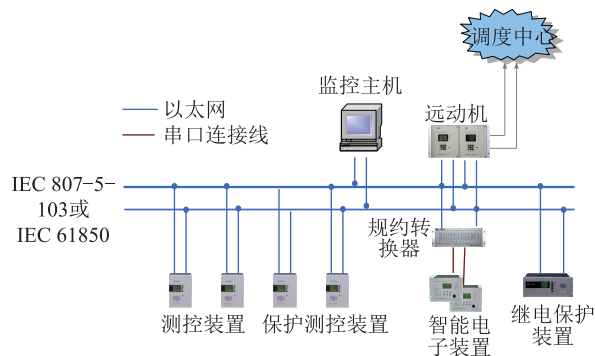 调度中心
监控主机
远动机
以太网
串口连接线
IEC 807-5-
103或
IEC 61850
规约转
换器
测控装置
保护
测控装置
智能电
子装置
继电保护
装置